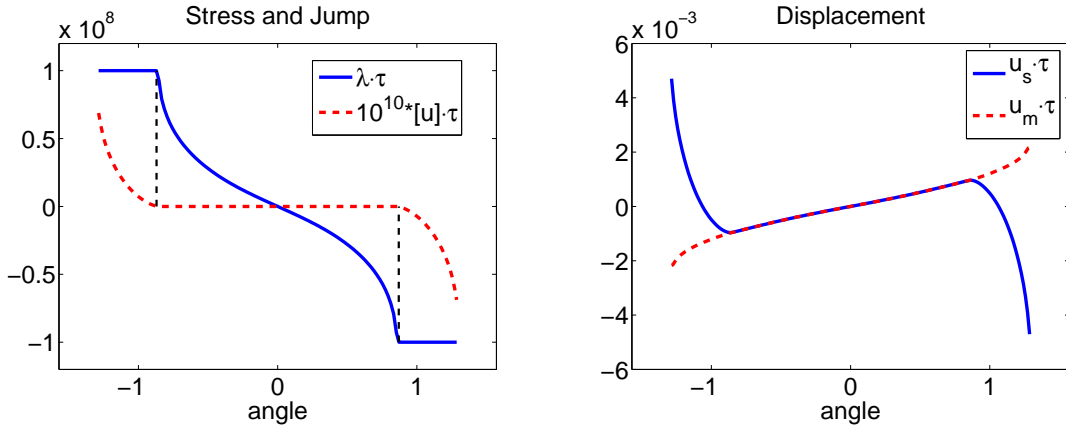 Stress and Jump
x 10^8
1
0.5
0
−0.5
−1
−1
0
1
angle
λ·τ
10^10*[u]·τ
Displacement
x 10^−3
6
4
2
0
−2
−4
−6
−1
0
1
angle
u_s·τ
u_m·τ